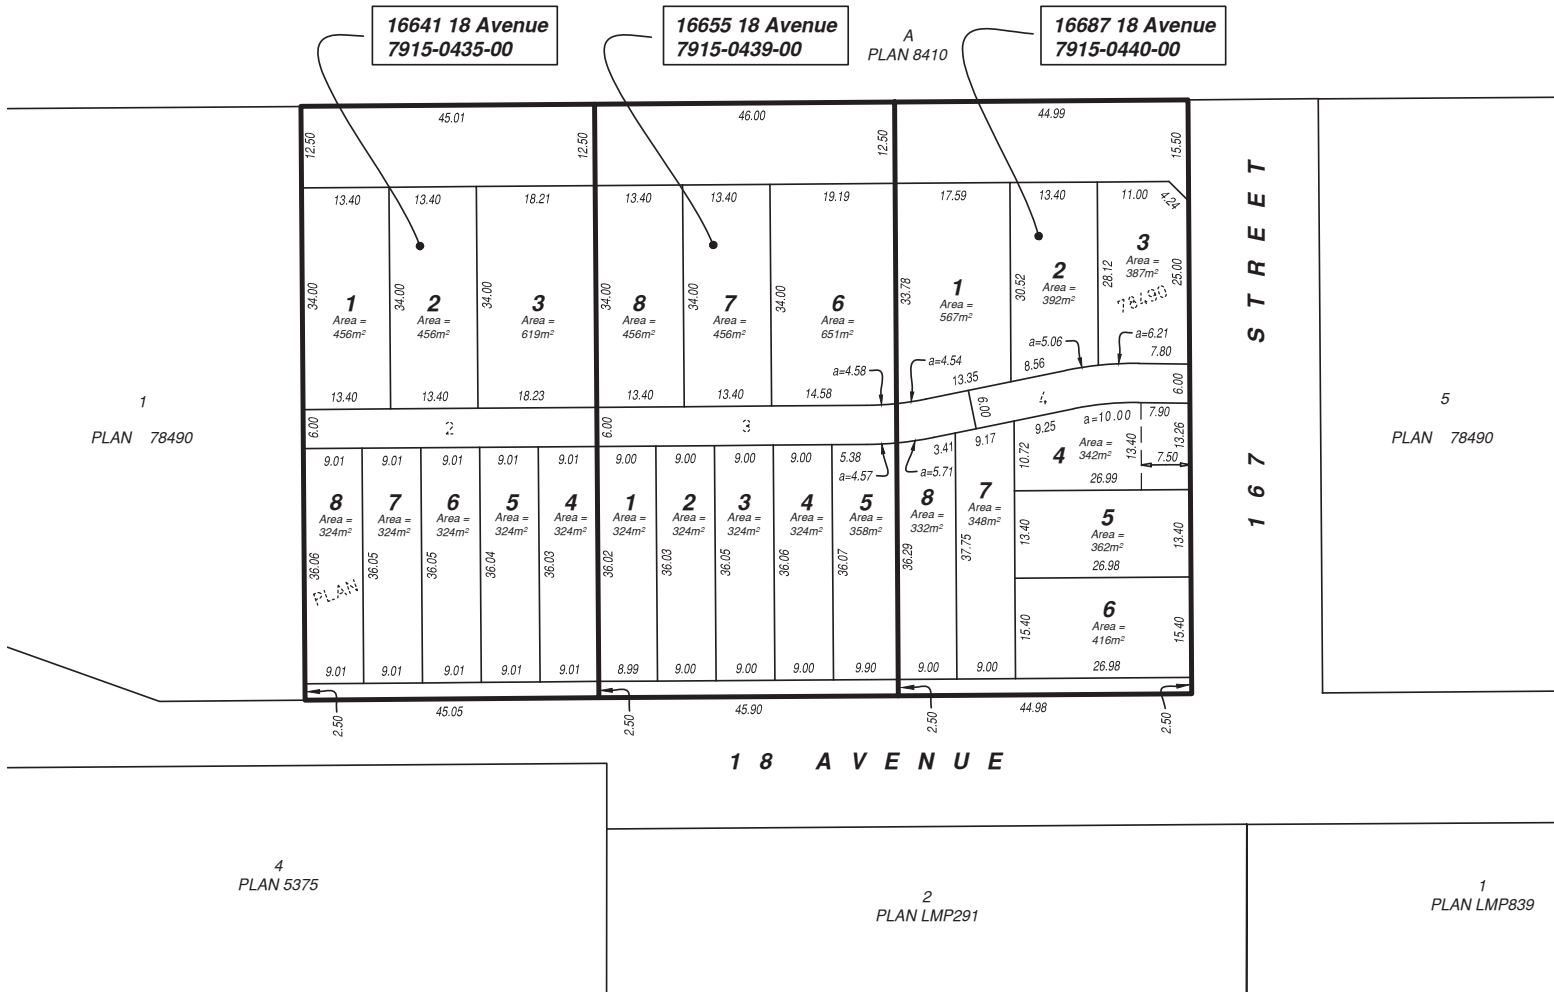 16641 18 Avenue
7915-0435-00
16655 18 Avenue
7915-0439-00
A
PLAN 8410
16687 18 Avenue
7915-0440-00
45.01
46.00
44.99
12.50
12.50
12.50
15.50
13.40
13.40
18.21
13.40
13.40
19.19
17.59
13.40
11.00
4.24
34.00
34.00
34.00
34.00
34.00
34.00
33.78
30.52
28.12
25.00
1
Area =
456m²
2
Area =
456m²
3
Area =
619m²
8
Area =
456m²
7
Area =
456m²
6
Area =
651m²
1
Area =
567m²
2
Area =
392m²
3
Area =
387m²
78490
a=4.58
a=4.54
a=5.06
a=6.21
7.80
8.56
13.35
13.40
13.40
18.23
13.40
13.40
14.58
6.00
2
6.00
3
6.00
4
6.00
9.01
9.01
9.01
9.01
9.01
9.00
9.00
9.00
9.00
5.38
a=4.57
a=5.71
3.41
9.17
9.25
a=10.00
7.90
10.72
4
Area =
342m²
13.40
13.26
7.50
26.99
8
Area =
324m²
7
Area =
324m²
6
Area =
324m²
5
Area =
324m²
4
Area =
324m²
1
Area =
324m²
2
Area =
324m²
3
Area =
324m²
4
Area =
324m²
5
Area =
358m²
8
Area =
332m²
7
Area =
348m²
5
Area =
362m²
26.98
13.40
13.40
36.06
36.05
36.05
36.04
36.03
36.02
36.03
36.05
36.06
36.07
36.29
37.75
PLAN
6
Area =
416m²
15.40
15.40
26.98
9.01
9.01
9.01
9.01
9.01
8.99
9.00
9.00
9.00
9.90
9.00
9.00
2.50
45.05
2.50
45.90
2.50
44.98
2.50
1
PLAN 78490
167 STREET
5
PLAN 78490
18 AVENUE
4
PLAN 5375
2
PLAN LMP291
1
PLAN LMP839